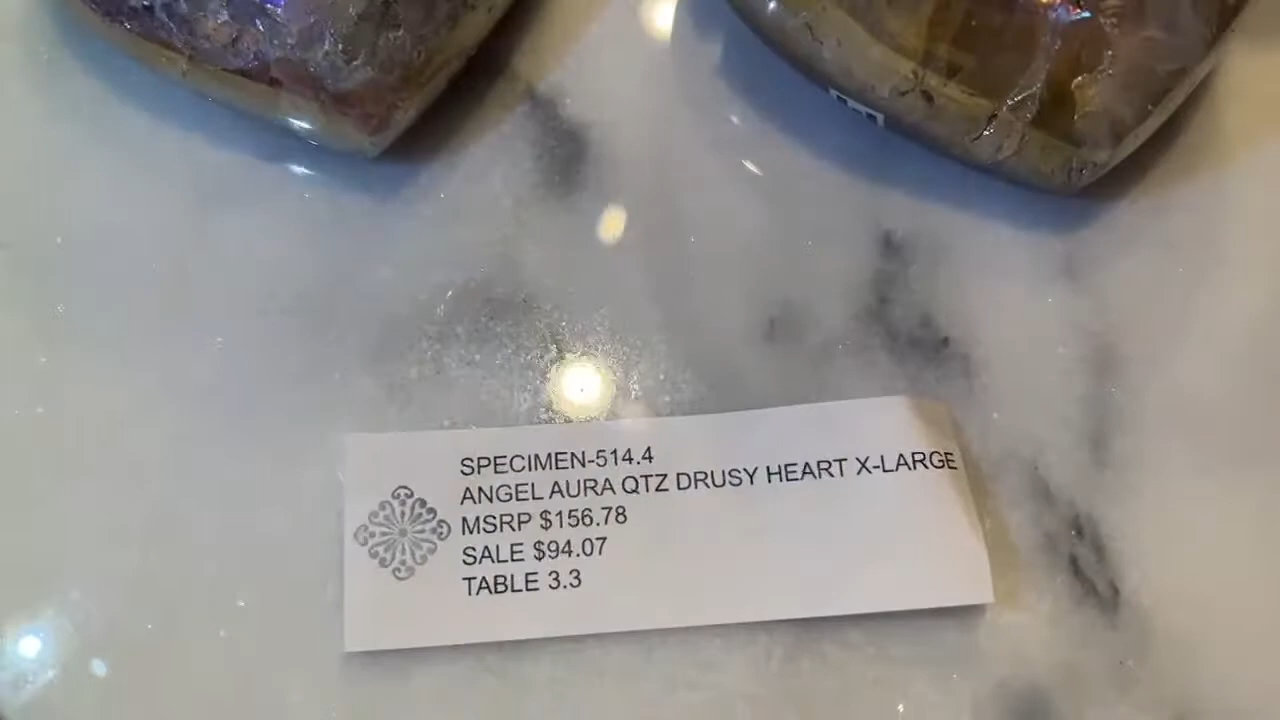 SPECIMEN-514.4
ANGEL AURA QTZ DRUSY HEART X-LARGE
MSRP $156.78
SALE $94.07
TABLE 3.3